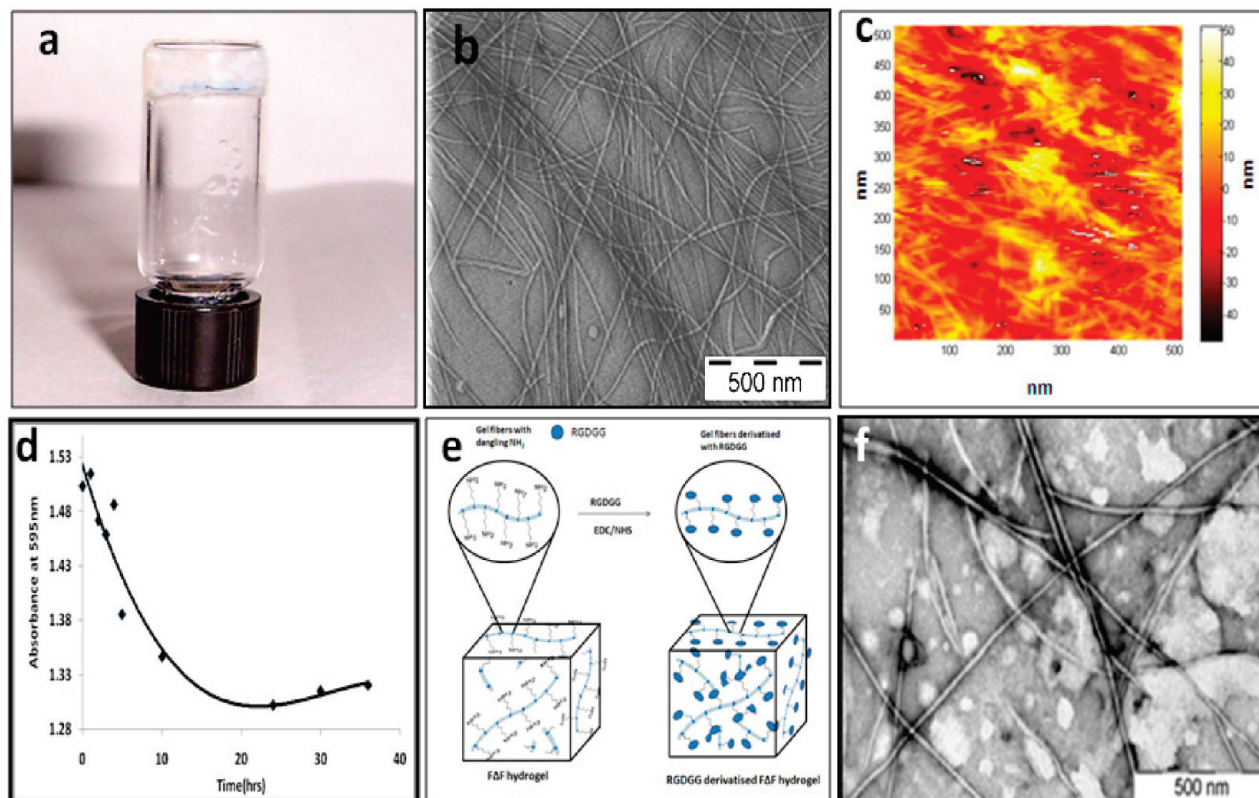 a
b
500 nm
c
500
450
400
350
300
250
200
150
100
50
nm
100
200
300
400
500
nm
50
40
30
20
10
0
-10
-20
-30
-40
nm
d
1.53
1.48
1.43
1.38
1.33
1.28
Absorbance at 595nm
0
10
20
30
40
Time(hrs)
e
Gel fibers with
dangling NH2
RGDGG
Gel fibers derivatised
with RGDGG
RGDGG
EDC/NHS
FΔF hydrogel
RGDGG derivatised FΔF hydrogel
f
500 nm